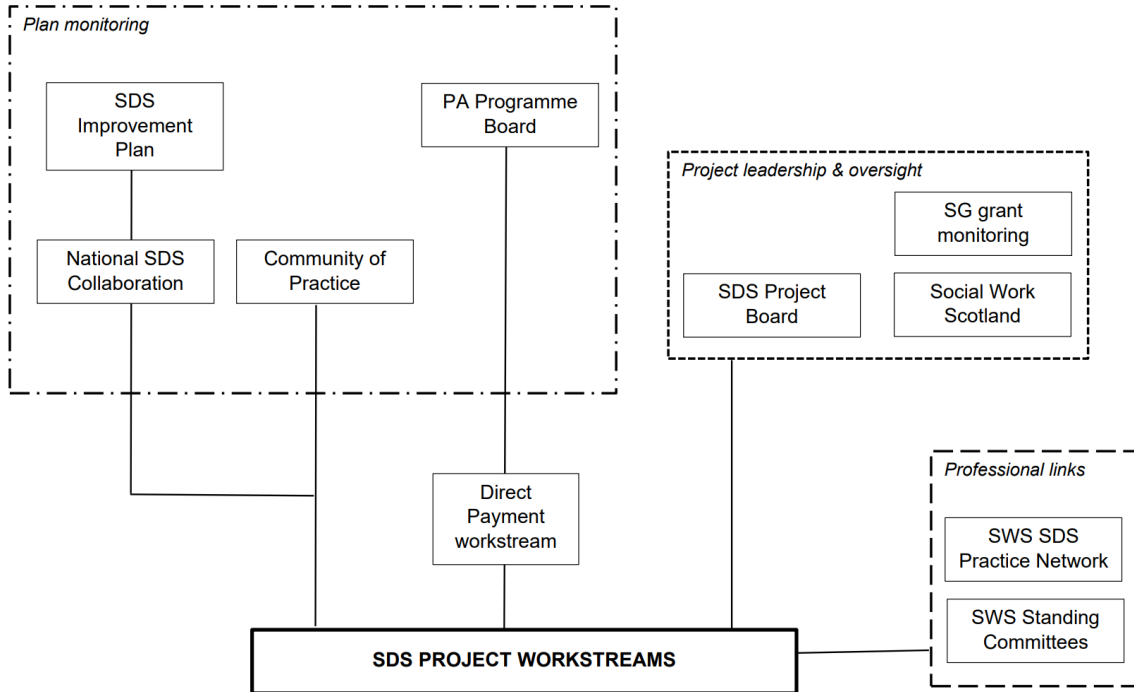 Plan monitoring
SDS
Improvement
Plan
PA Programme
Board
National SDS
Collaboration
Community of
Practice
Project leadership & oversight
SG grant
monitoring
SDS Project
Board
Social Work
Scotland
Direct
Payment
workstream
Professional links
SWS SDS
Practice Network
SWS Standing
Committees
SDS PROJECT WORKSTREAMS